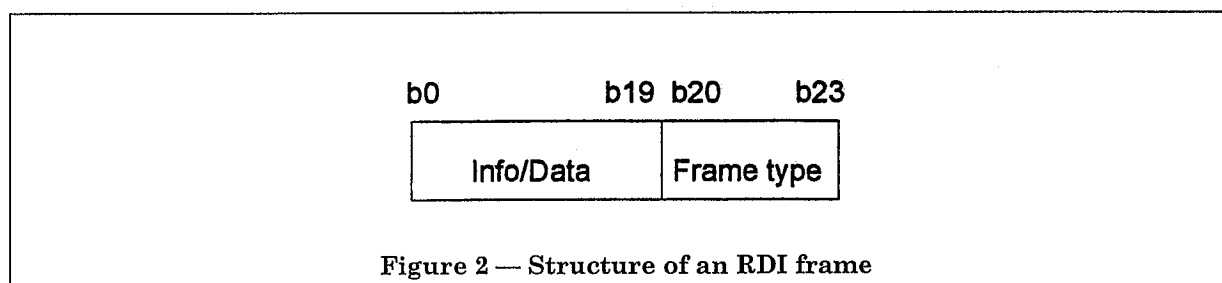 b0 b19 b20 b23
Info/Data Frame type
Figure 2 — Structure of an RDI frame